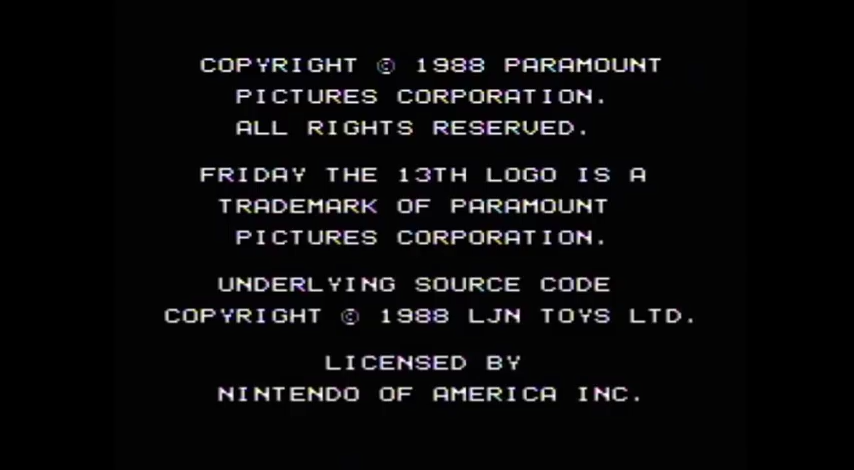 COPYRIGHT © 1988 PARAMOUNT
PICTURES CORPORATION.
ALL RIGHTS RESERVED.
FRIDAY THE 13TH LOGO IS A
TRADEMARK OF PARAMOUNT
PICTURES CORPORATION.
UNDERLYING SOURCE CODE
COPYRIGHT © 1988 LJN TOYS LTD.
LICENSED BY
NINTENDO OF AMERICA INC.